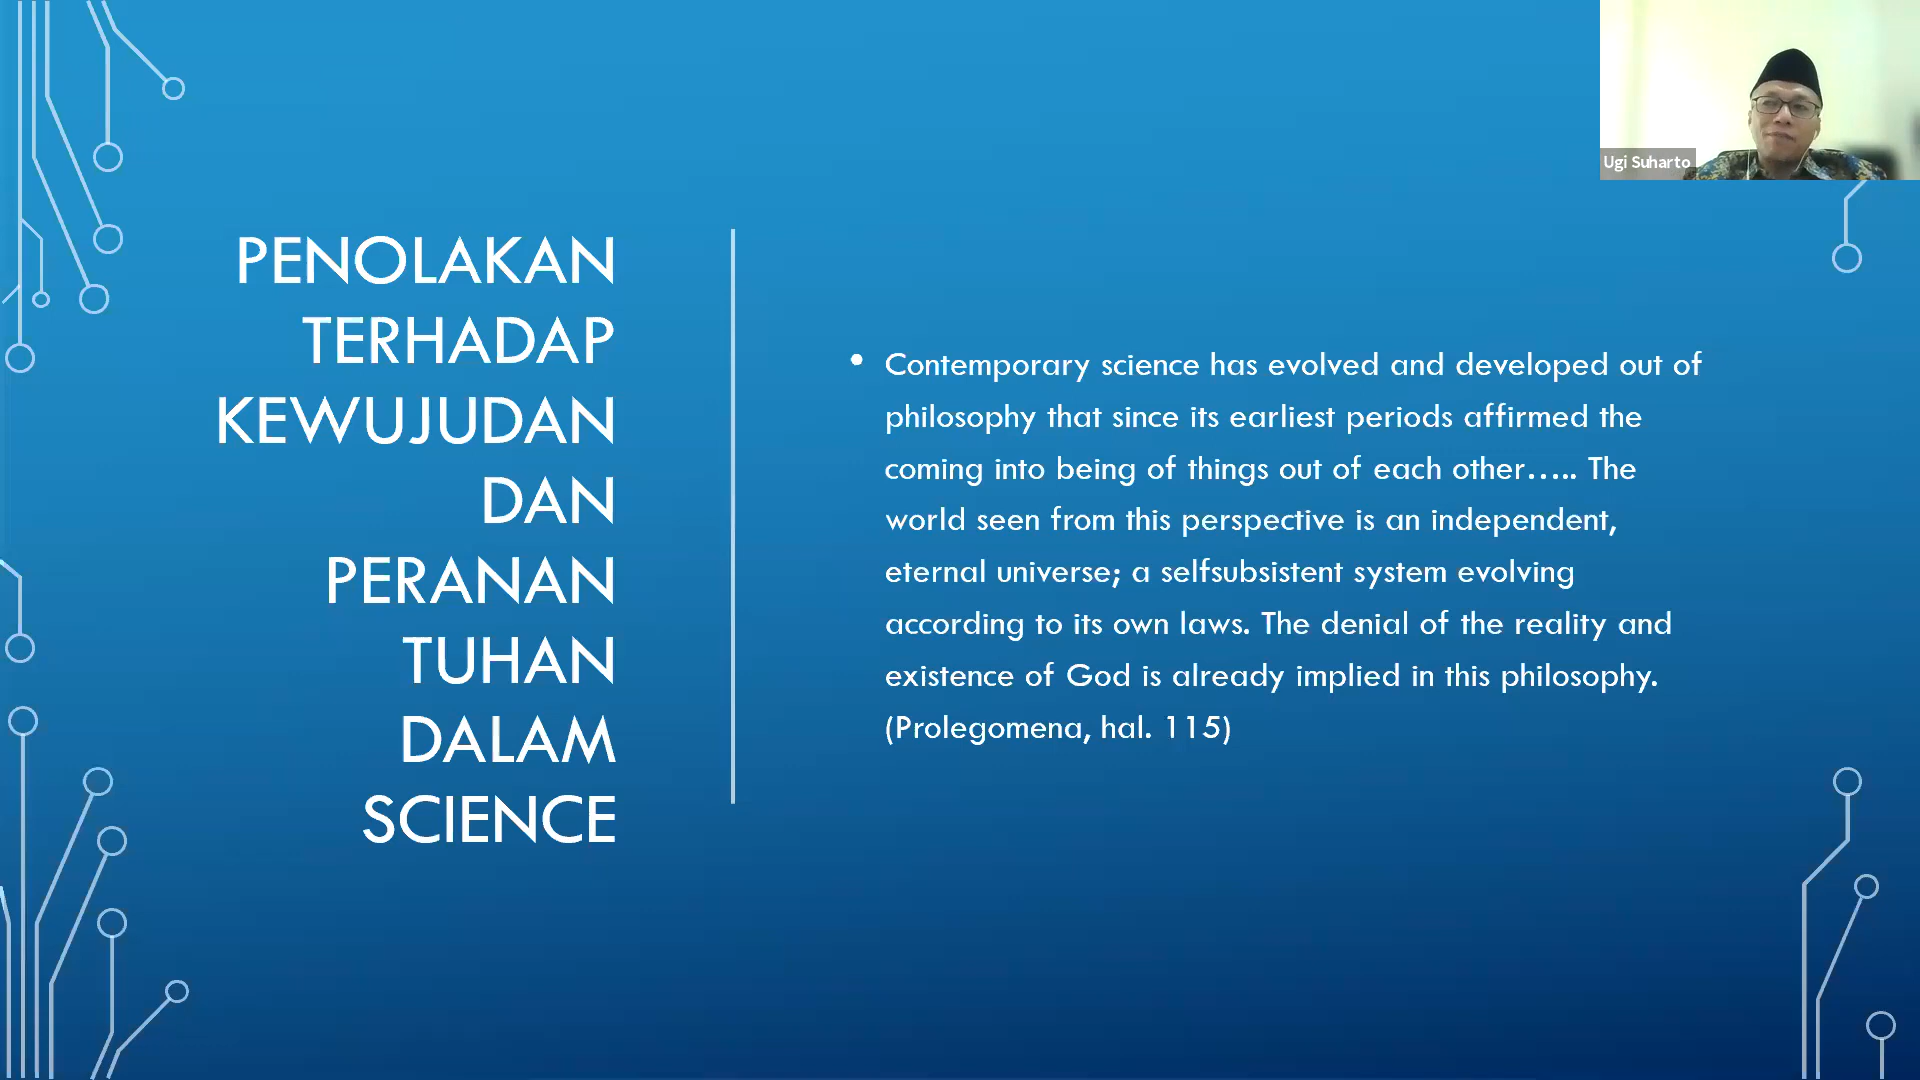 PENOLAKAN
TERHADAP
KEWUJUDAN
DAN
PERANAN
TUHAN
DALAM
SCIENCE
• Contemporary science has evolved and developed out of
philosophy that since its earliest periods affirmed the
coming into being of things out of each other..... The
world seen from this perspective is an independent,
eternal universe; a selfsubsistent system evolving
according to its own laws. The denial of the reality and
existence of God is already implied in this philosophy.
(Prolegomena, hal. 115)
Ugi Suharto